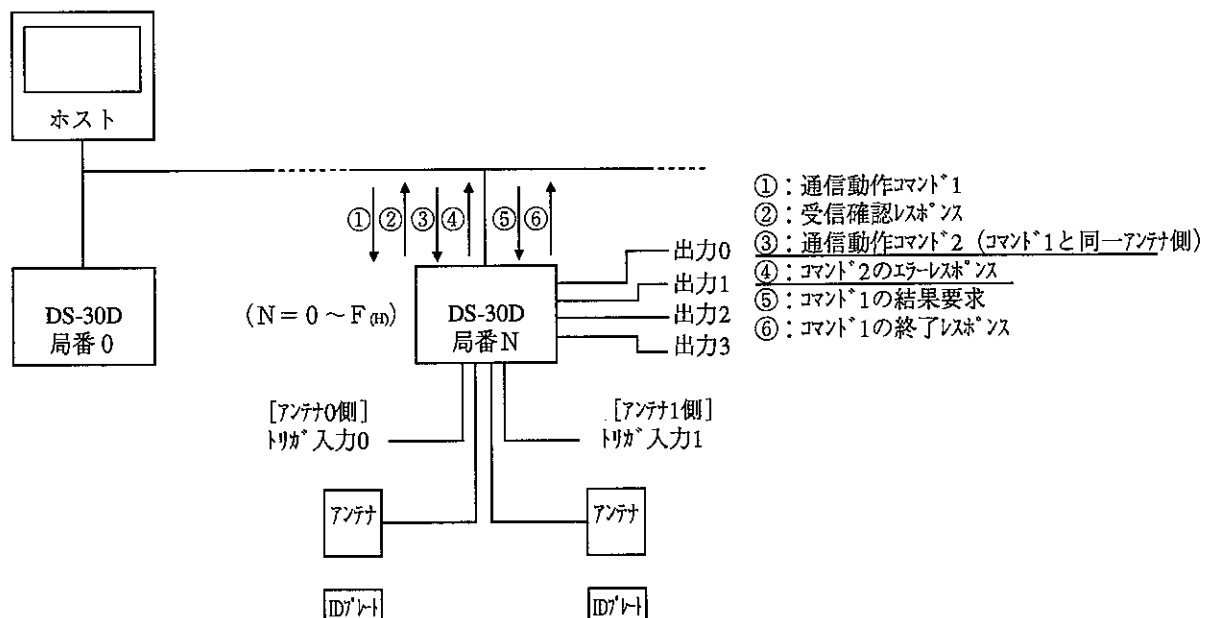 ホスト
①②③④⑤⑥
①：通信動作ｺﾏﾝﾄﾞ1
②：受信確認ﾚｽﾎﾟﾝｽ
③：通信動作ｺﾏﾝﾄﾞ2（ｺﾏﾝﾄﾞ1と同一ｱﾝﾃﾅ側）
④：ｺﾏﾝﾄﾞ2のｴﾗｰﾚｽﾎﾟﾝｽ
⑤：ｺﾏﾝﾄﾞ1の結果要求
⑥：ｺﾏﾝﾄﾞ1の終了ﾚｽﾎﾟﾝｽ
出力0
出力1
出力2
出力3
DS-30D
局番 0
(N = 0 ~ F(H))
DS-30D
局番 N
[ｱﾝﾃﾅ0側]
ﾄﾘｶﾞ入力0
[ｱﾝﾃﾅ1側]
ﾄﾘｶﾞ入力1
ｱﾝﾃﾅ
ｱﾝﾃﾅ
IDﾌﾟﾚｰﾄ
IDﾌﾟﾚｰﾄ